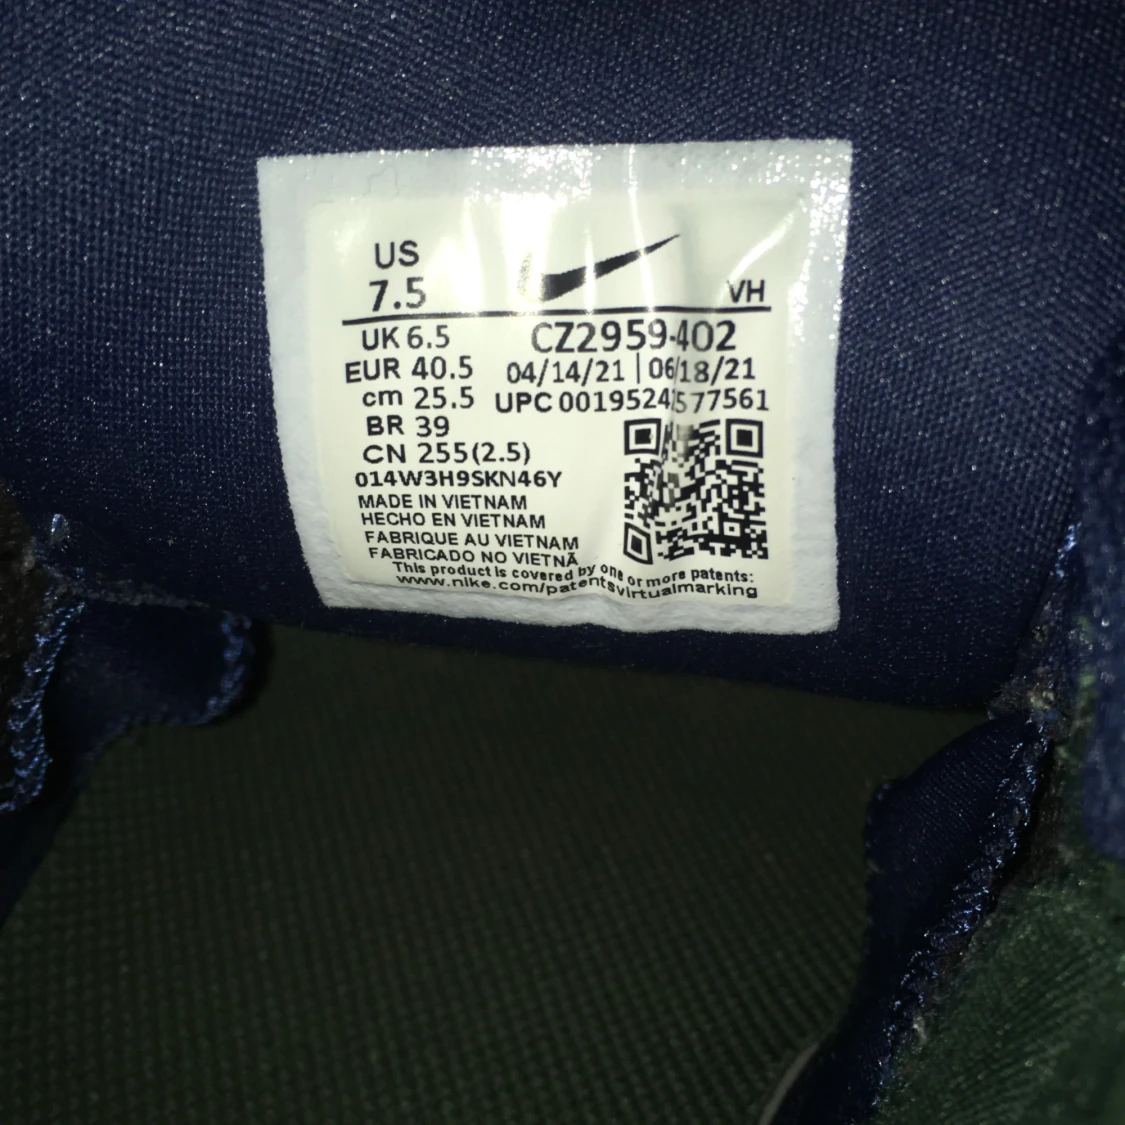 US
7.5
VH
UK 6.5
EUR 40.5
cm 25.5
BR 39
CN 255(2.5)
CZ2959-402
04/14/21 | 06/18/21
UPC
014W3H9SKN46Y
MADE IN VIETNAM
HECHO EN VIETNAM
FABRIQUE AU VIETNAM
FABRICADO NO VIETNÃ
This product is covered by one or more patents:
www.nike.com/patentsvirtualmarking